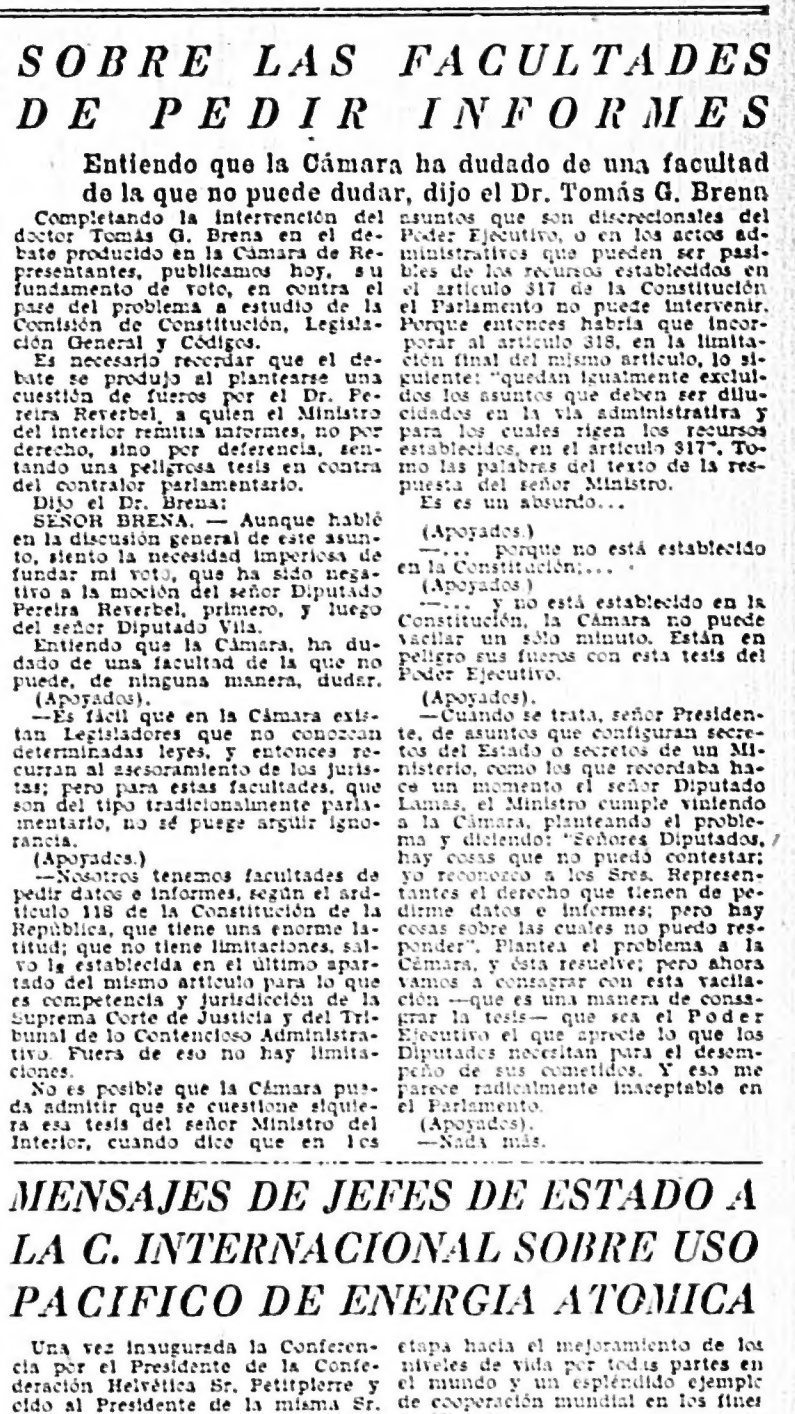 SOBRE LAS FACULTADES
DE PEDIR INFORMES
Entiendo que la Cámara ha dudado de una facultad
de la que no puede dudar, dijo el Dr. Tomás G. Brena
Completando la intervención del
doctor Tomás G. Brena en el de-
bate producido en la Cámara de Re-
presentantes, publicamos hoy, su
fundamento de voto, en contra el
pase del problema a estudio de la
Comisión de Constitución, Legisla-
ción General y Códigos.
Es necesario recordar que el de-
bate se produjo al plantearse una
cuestión de fueros por el Dr. Pe-
reira Reverbel, a quien el Ministro
del interior remitía informes, no por
derecho, sino por deferencia, sen-
tando una peligrosa tesis en contra
del contralor parlamentario.
Dijo el Dr. Brena:
SEÑOR BRENA. — Aunque hablé
en la discusión general de este asun-
to, siento la necesidad imperiosa de
fundar mi voto, que ha sido nega-
tivo a la moción del señor Diputado
Pereira Reverbel, primero, y luego
del señor Diputado Vila.
Entiendo que la Cámara, ha du-
dado de una facultad de la que no
puede, de ninguna manera, dudar.
(Apoyados).
—Es fácil que en la Cámara exis-
tan Legisladores que no conozcan
determinadas leyes, y entonces re-
curran al asesoramiento de los juris-
tas; pero para estas facultades, que
son del tipo tradicionalmente parla-
mentario, no sé puege argüir igno-
rancia.
(Apoyados.)
—Nosotros tenemos facultades de
pedir datos e informes, según el ard-
tículo 118 de la Constitución de la
República, que tiene una enorme la-
titud; que no tiene limitaciones, sal-
vo la establecida en el último apar-
tado del mismo artículo para lo que
es competencia y jurisdicción de la
Suprema Corte de Justicia y del Tri-
bunal de lo Contencioso Administra-
tivo. Fuera de eso no hay limita-
ciones.
No es posible que la Cámara pue-
da admitir que se cuestione siquie-
ra esa tesis del señor Ministro del
Interior, cuando dice que en los
asuntos que son discrecionales del
Poder Ejecutivo, o en los actos ad-
ministrativos que pueden ser pasi-
bles de los recursos establecidos en
el artículo 317 de la Constitución
el Parlamento no puede intervenir.
Porque entonces habría que incor-
porar al artículo 318, en la limita-
ción final del mismo artículo, lo si-
guiente: "quedan igualmente exclui-
dos los asuntos que deben ser dilu-
cidados en la vía administrativa y
para los cuales rigen los recursos
establecidos, en el artículo 317". To-
mo las palabras del texto de la res-
puesta del señor Ministro.
Es es un absurdo...
(Apoyados.)
—... porque no está establecido
en la Constitución;...
(Apoyados.)
—... y no está establecido en la
Constitución, la Cámara no puede
vacilar un sólo minuto. Están en
peligro sus fueros con esta tesis del
Poder Ejecutivo.
(Apoyados).
—Cuando se trata, señor Presiden-
te, de asuntos que configuran secre-
tos del Estado o secretos de un Mi-
nisterio, como los que recordaba ha-
ce un momento el señor Diputado
Lamas, el Ministro cumple viniendo
a la Cámara, planteando el proble-
ma y diciendo: "Señores Diputados,
hay cosas que no puedo contestar;
yo reconozco a los Sres. Represen-
tantes el derecho que tienen de pe-
dirme datos e informes; pero hay
cosas sobre las cuales no puedo res-
ponder". Plantea el problema a la
Cámara, y ésta resuelve; pero ahora
vamos a consagrar con esta vacila-
ción —que es una manera de consa-
grar la tesis— que sea el Poder
Ejecutivo el que aprecie lo que los
Diputados necesitan para el desem-
peño de sus cometidos. Y eso me
parece radicalmente inaceptable en
el Parlamento.
(Apoyados).
—Nada más.
MENSAJES DE JEFES DE ESTADO A
LA C. INTERNACIONAL SOBRE USO
PACIFICO DE ENERGIA ATOMICA
Una vez inaugurada la Conferen-
cia por el Presidente de la Confe-
deración Helvética Sr. Petitpierre y
cido al Presidente de la misma Sr.
etapa hacia el mejoramiento de los
niveles de vida por todas partes en
el mundo y un espléndido ejemplo
de cooperación mundial en los fines